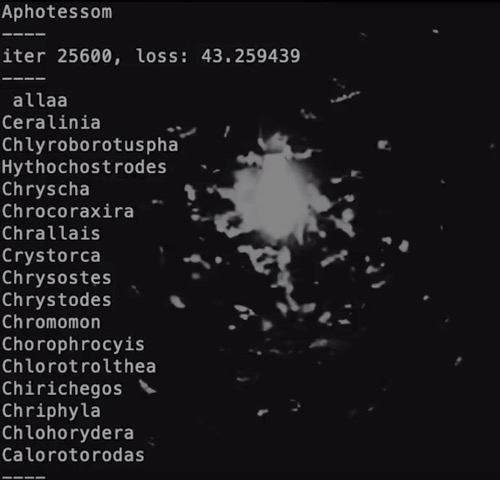 Aphotessom
----
iter 25600, loss: 43.259439
----
 allaa
Ceralinia
Chlyroborotuspha
Hythochostrodes
Chryscha
Chrocoraxira
Chrallais
Crystorca
Chrysostes
Chrystodes
Chromomon
Chorophrocyis
Chlorotrolthea
Chirichegos
Chriphyla
Chlohorydera
Calorotorodas
----